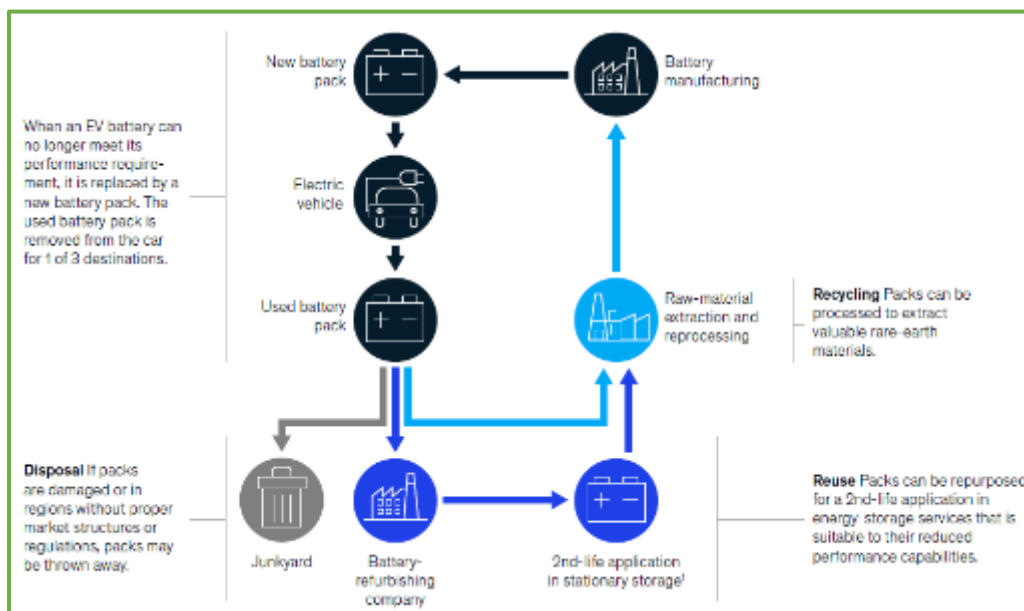 New battery
pack
Battery
manufacturing
When an EV battery can
no longer meet its
performance require-
ment, it is replaced by a
new battery pack. The
used battery pack is
removed from the car
for 1 of 3 destinations.
Electric
vehicle
Used battery
pack
Raw-material
extraction and
reprocessing
Recycling Packs can be
processed to extract
valuable rare-earth
materials.
Disposal If packs
are damaged or in
regions without proper
market structures or
regulations, packs may
be thrown away.
Junkyard
Battery-
refurbishing
company
2nd-life application
in stationary storage¹
Reuse Packs can be repurposed
for a 2nd-life application in
energy-storage services that is
suitable to their reduced
performance capabilities.